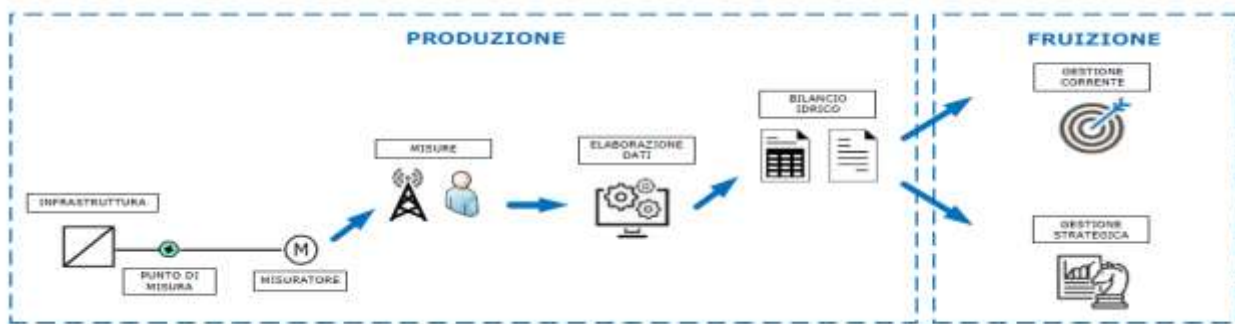 PRODUZIONE
FRUIZIONE
GESTIONE
CORRENTE
BILANCIO
IDRICO
MISURE
ELABORAZIONE
DATI
INFRASTRUTTURA
M
PUNTO DI
MISURA
MISURATORE
GESTIONE
STRATEGICA